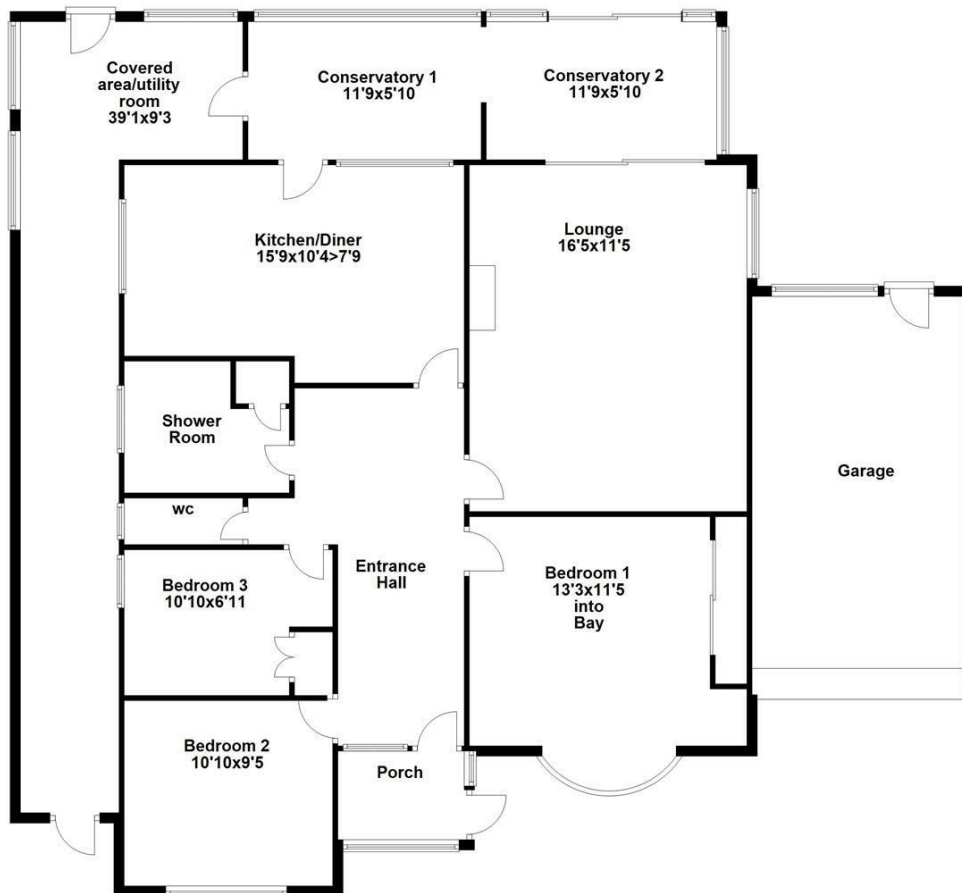 Covered
area/utility
room
39'1x9'3
Conservatory 1
11'9x5'10
Conservatory 2
11'9x5'10
Kitchen/Diner
15'9x10'4>7'9
Lounge
16'5x11'5
Shower
Room
Garage
wc
Entrance
Hall
Bedroom 3
10'10x6'11
Bedroom 1
13'3x11'5
into
Bay
Bedroom 2
10'10x9'5
Porch